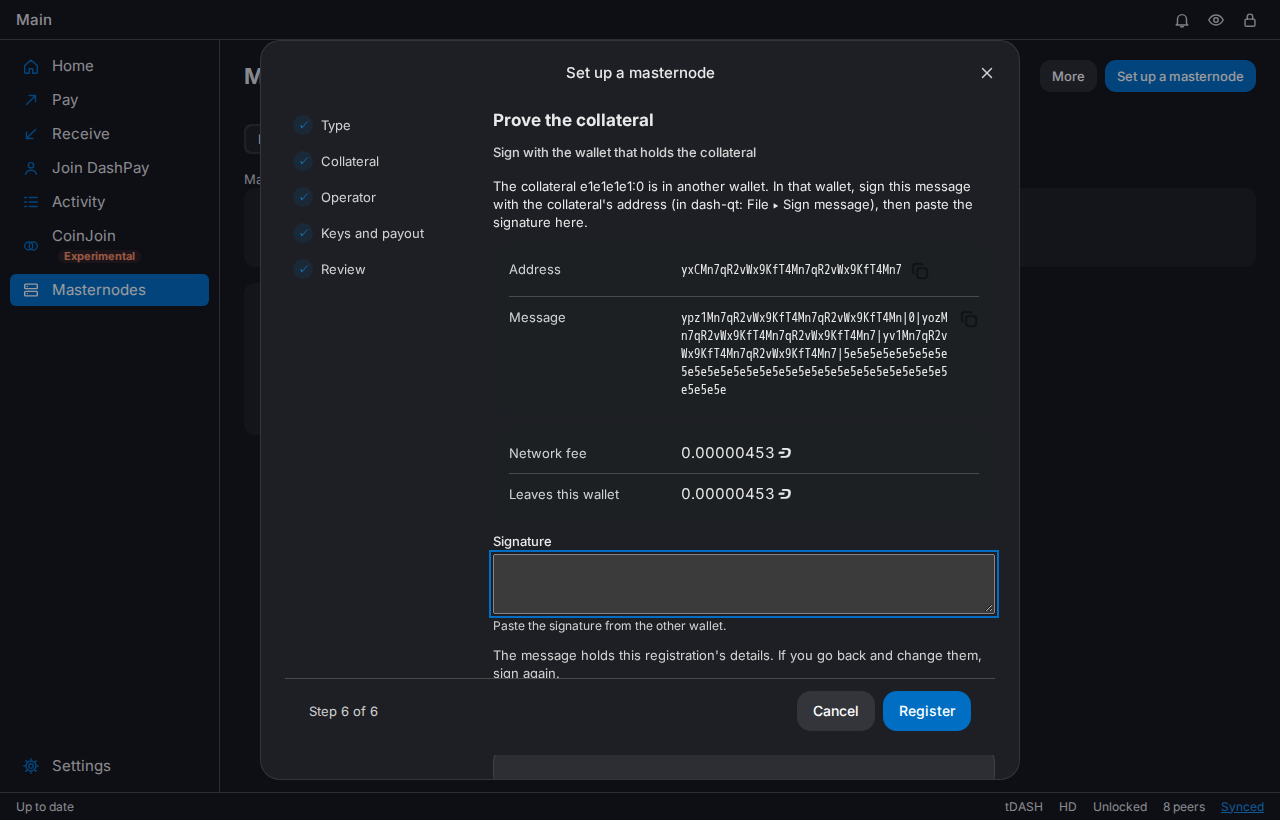 Main
Home
Pay
Receive
Join DashPay
Activity
CoinJoin
Experimental
Masternodes
Settings
More
Set up a masternode
Set up a masternode
Type
Collateral
Operator
Keys and payout
Review
Prove the collateral
Sign with the wallet that holds the collateral
The collateral e1e1e1e1:0 is in another wallet. In that wallet, sign this message
with the collateral's address (in dash-qt: File ▸ Sign message), then paste the
signature here.
Address
yxCMn7qR2vWx9KfT4Mn7qR2vWx9KfT4Mn7
Message
ypz1Mn7qR2vWx9KfT4Mn7qR2vWx9KfT4Mn|0|yozM
n7qR2vWx9KfT4Mn7qR2vWx9KfT4Mn7|yv1Mn7qR2v
Wx9KfT4Mn7qR2vWx9KfT4Mn7|5e5e5e5e5e5e5e5e
5e5e5e5e5e5e5e5e5e5e5e5e5e5e5e5e5e5e5e5e5
e5e5e5e
Network fee
0.00000453
Leaves this wallet
0.00000453
Signature
Paste the signature from the other wallet.
The message holds this registration's details. If you go back and change them,
sign again.
Step 6 of 6
Cancel
Register
Up to date
tDASH
HD
Unlocked
8 peers
Synced